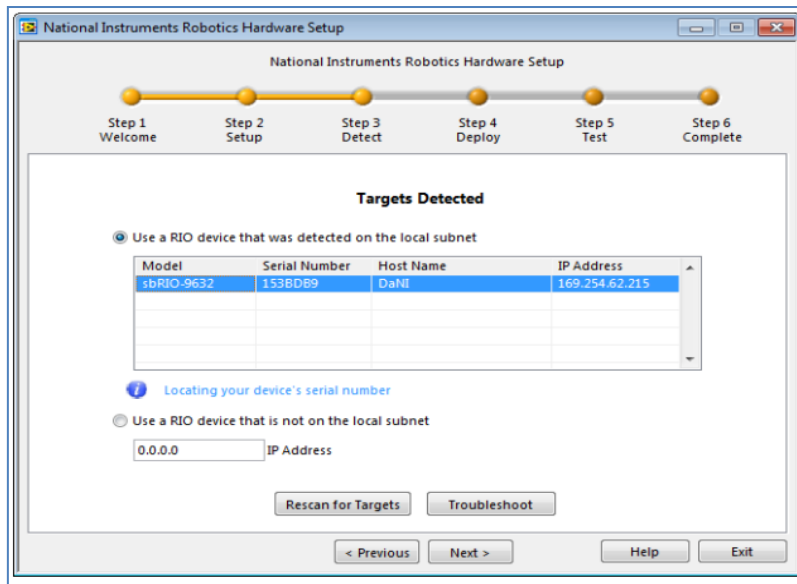 National Instruments Robotics Hardware Setup
National Instruments Robotics Hardware Setup
Step 1 Step 2 Step 3 Step 4 Step 5 Step 6
Welcome Setup Detect Deploy Test Complete
Targets Detected
Use a RIO device that was detected on the local subnet
Model Serial Number Host Name IP Address
sbRIO-9632 153BDB9 DaNI 169.254.62.215
i Locating your device's serial number
Use a RIO device that is not on the local subnet
0.0.0.0 IP Address
Rescan for Targets Troubleshoot
< Previous Next > Help Exit